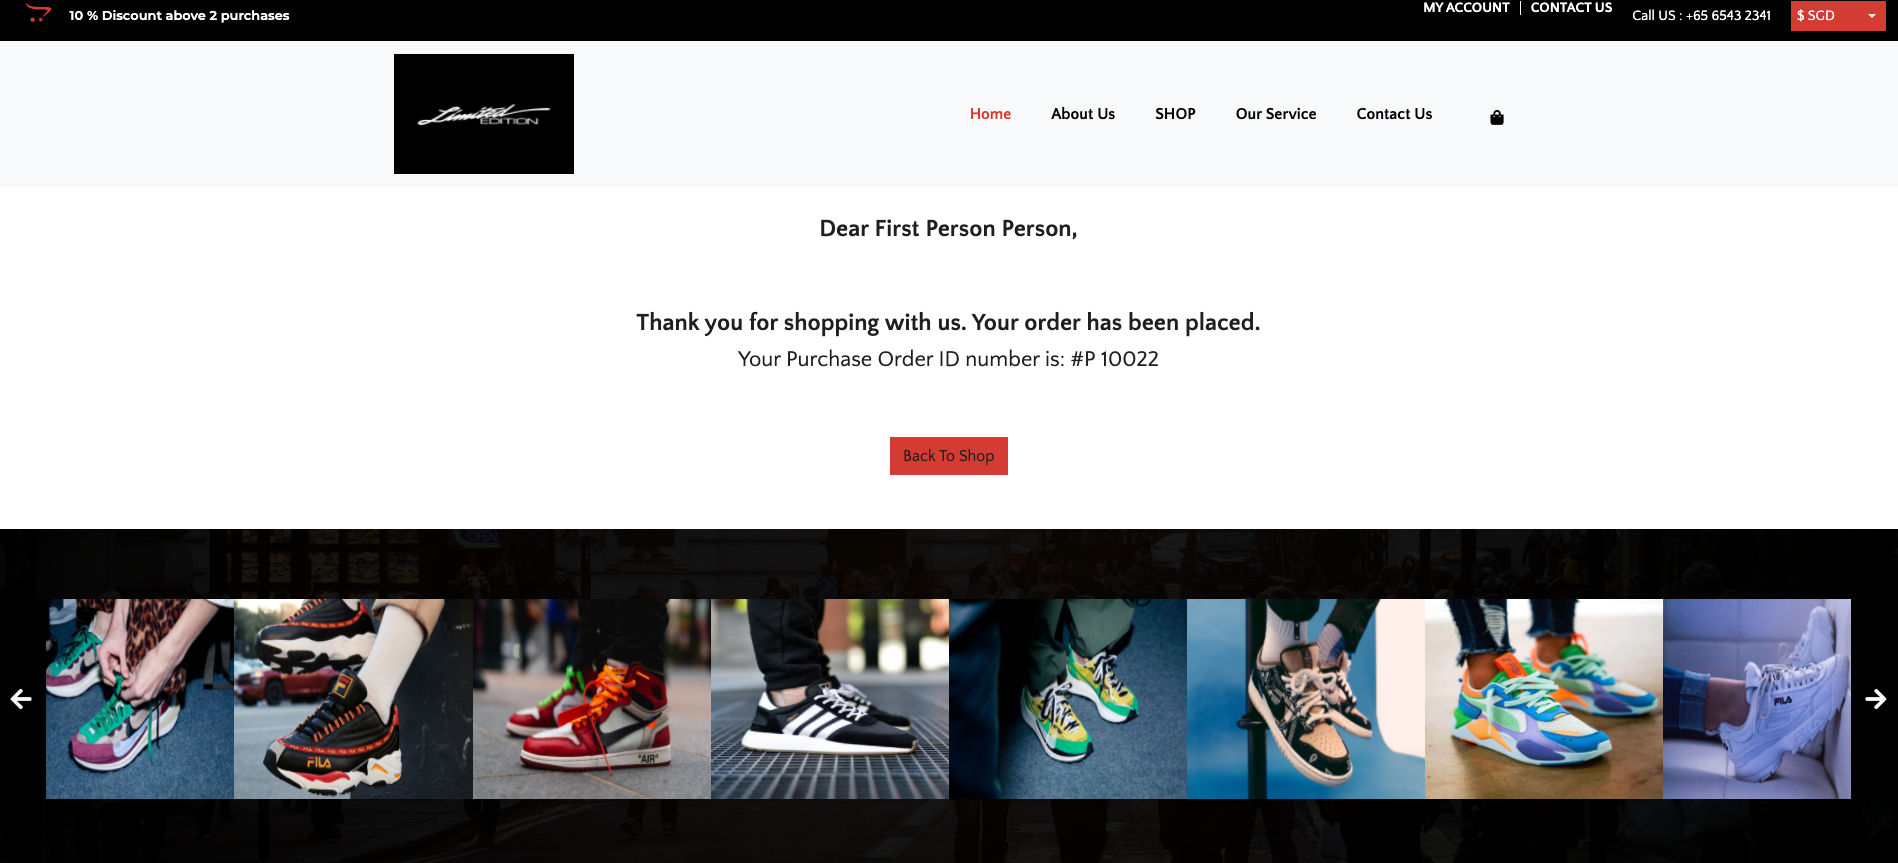 10 % Discount above 2 purchases
MY ACCOUNT
CONTACT US
Call US : +65 6543 2341
$ SGD
Limited
EDITION
Home
About Us
SHOP
Our Service
Contact Us
Dear First Person Person,
Thank you for shopping with us. Your order has been placed.
Your Purchase Order ID number is: #P 10022
Back To Shop
OPEN
FILA
"AIR"
FILA